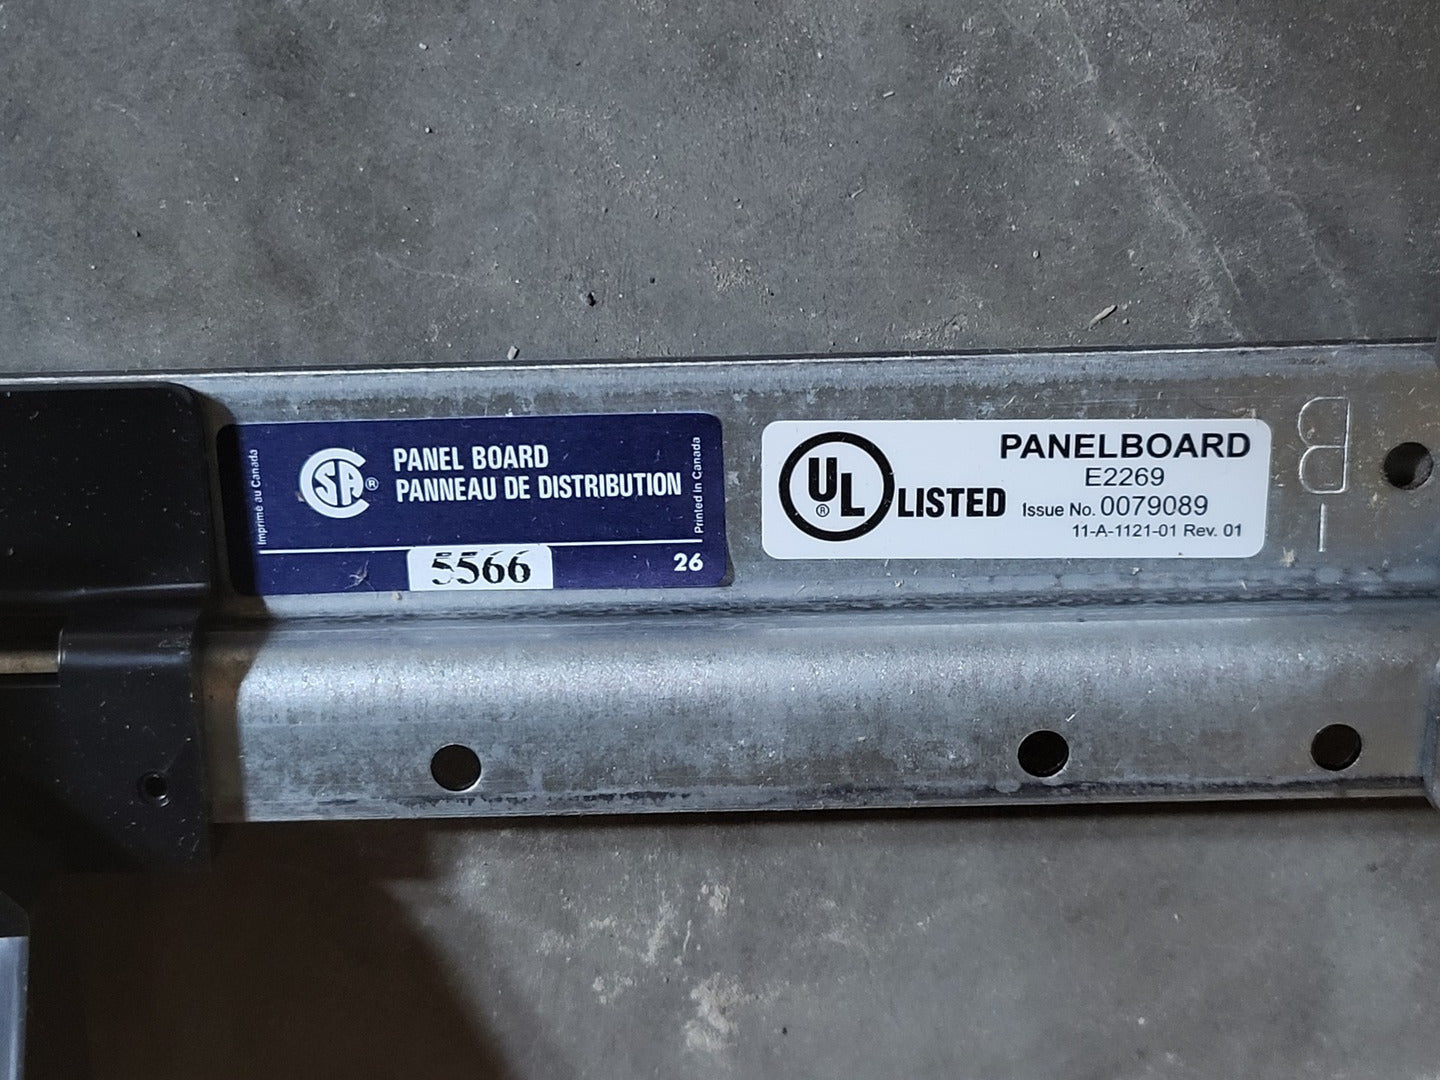 Imprimé au Canada
CSA®
PANEL BOARD
PANNEAU DE DISTRIBUTION
Printed in Canada
5566
26
UL®
LISTED
PANELBOARD
E2269
Issue No. 0079089
11-A-1121-01 Rev. 01
B